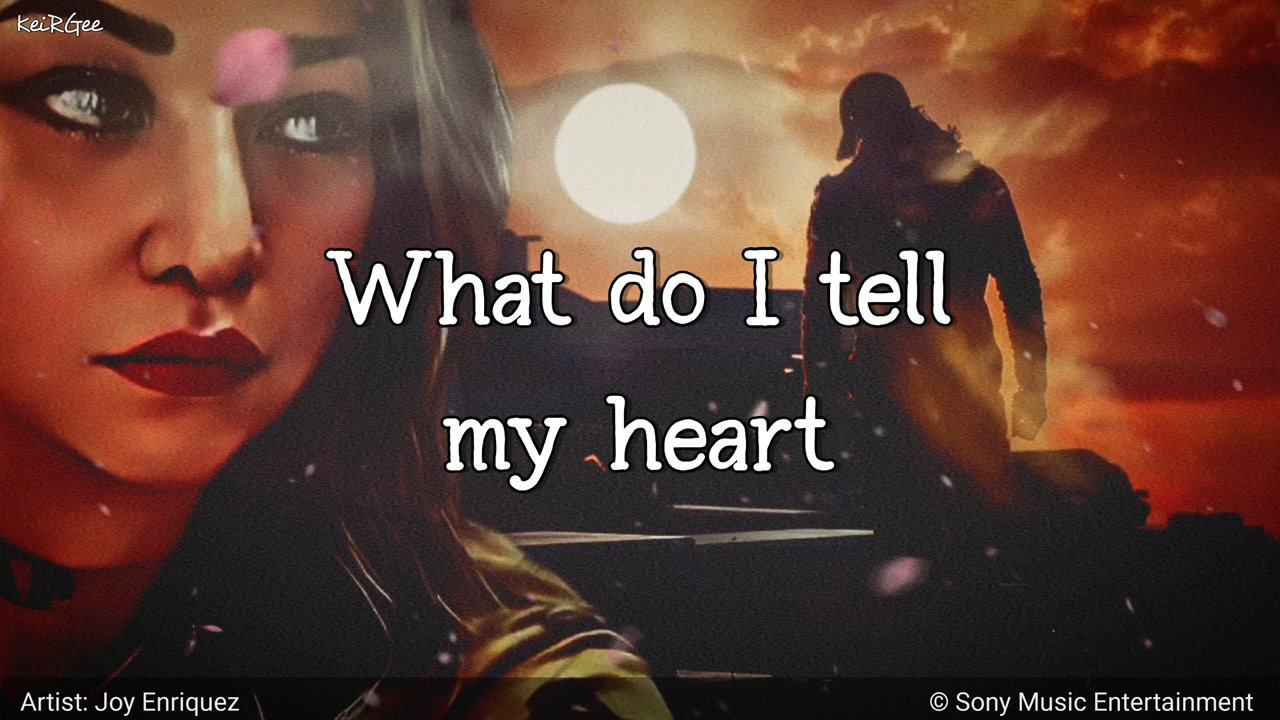 KeiRGee
What do I tell
my heart
Artist: Joy Enriquez
© Sony Music Entertainment